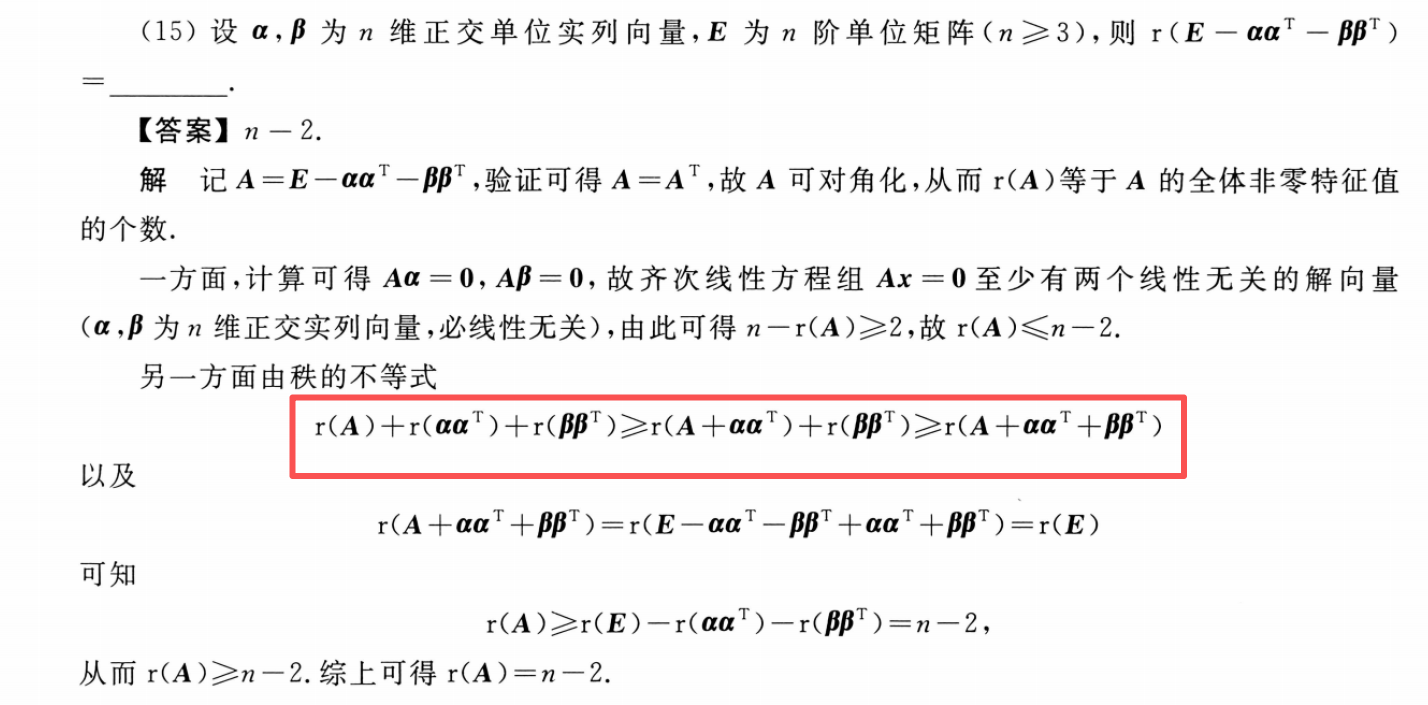 (15) 设 α,β 为 n 维正交单位实列向量,E 为 n 阶单位矩阵(n⩾3),则 r(E－αα^T－ββ^T)
=________.
【答案】n－2.
解 记 A=E－αα^T－ββ^T,验证可得 A=A^T,故 A 可对角化,从而 r(A)等于 A 的全体非零特征值
的个数.
一方面,计算可得 Aα=0,Aβ=0,故齐次线性方程组 Ax=0 至少有两个线性无关的解向量
(α,β 为 n 维正交实列向量,必线性无关),由此可得 n－r(A)⩾2,故 r(A)⩽n－2.
另一方面由秩的不等式
r(A)+r(αα^T)+r(ββ^T)⩾r(A+αα^T)+r(ββ^T)⩾r(A+αα^T+ββ^T)
以及
r(A+αα^T+ββ^T)=r(E－αα^T－ββ^T+αα^T+ββ^T)=r(E)
可知
r(A)⩾r(E)－r(αα^T)－r(ββ^T)=n－2,
从而 r(A)⩾n－2.综上可得 r(A)=n－2.